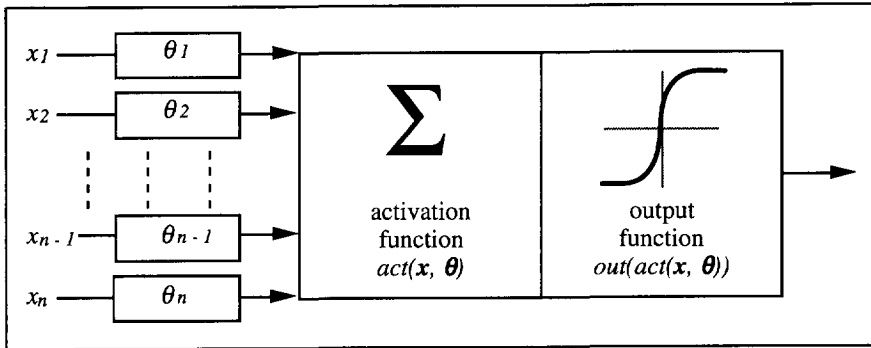 x1 θ1
x2 θ2
xn-1 θn-1
xn θn
Σ
activation
function
act(x, θ)
output
function
out(act(x, θ))